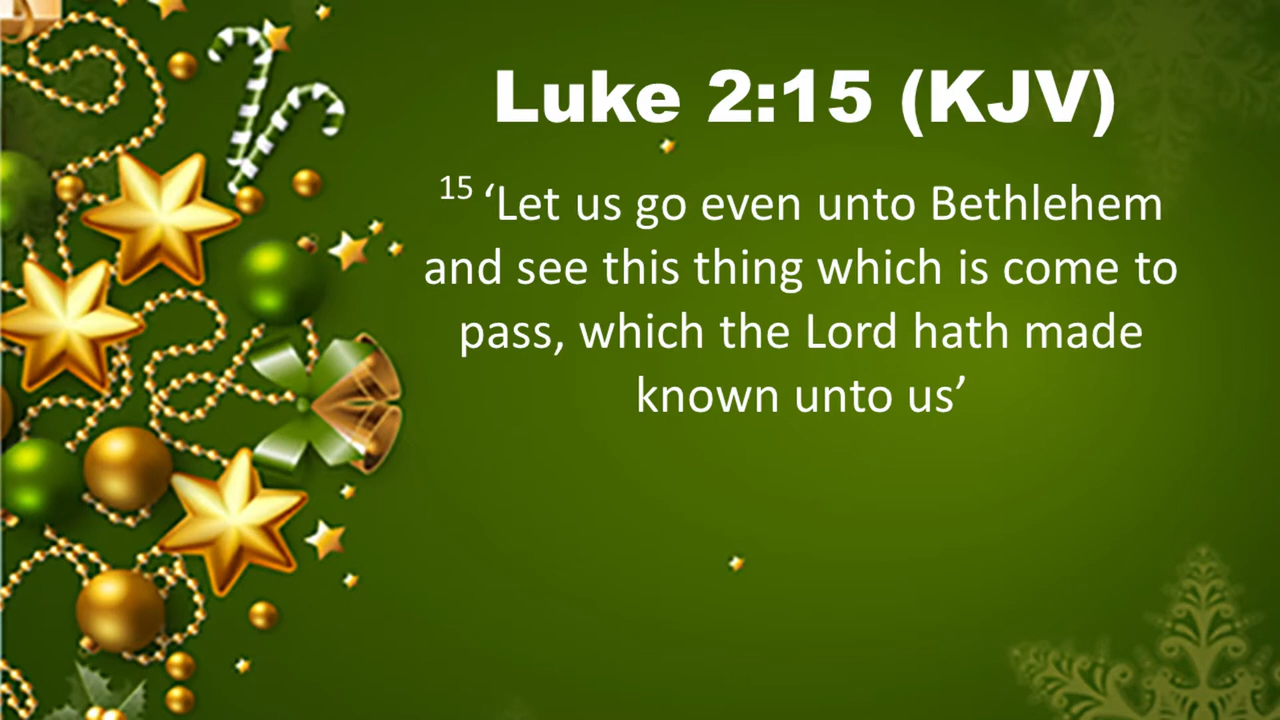 Luke 2:15 (KJV)
15 ‘Let us go even unto Bethlehem
and see this thing which is come to
pass, which the Lord hath made
known unto us’